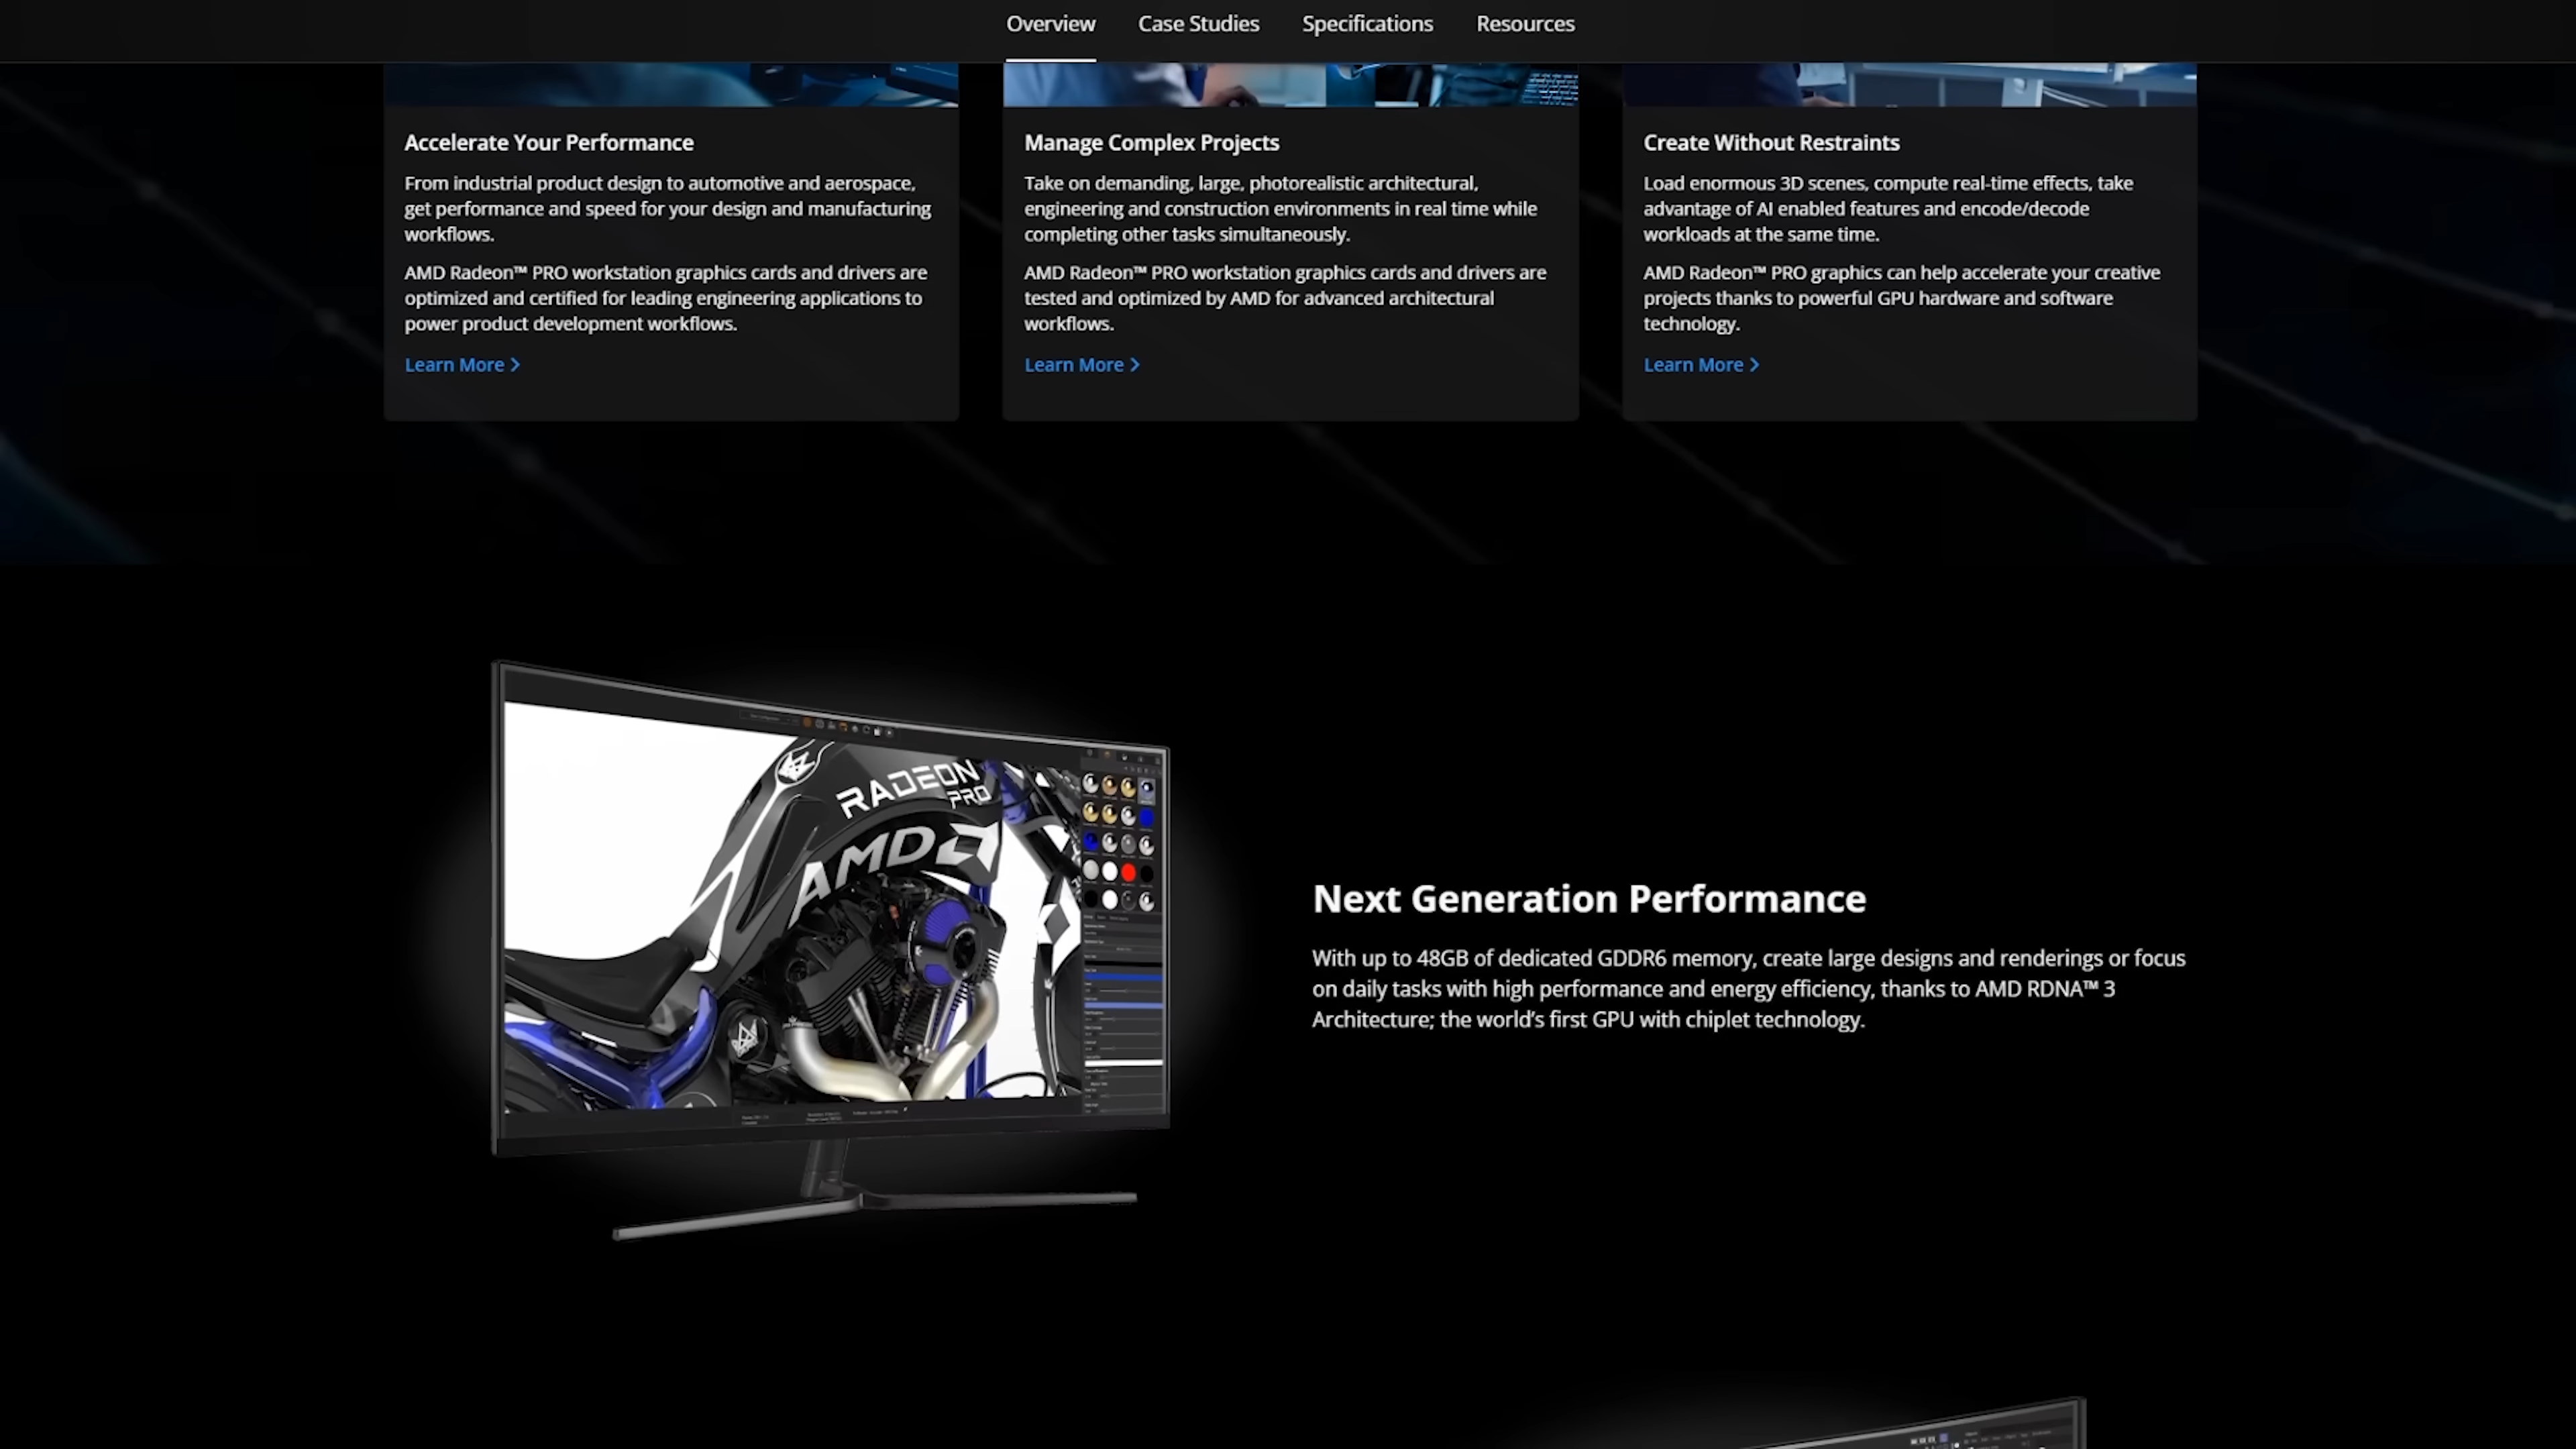 Overview Case Studies Specifications Resources
Accelerate Your Performance
From industrial product design to automotive and aerospace,
get performance and speed for your design and manufacturing
workflows.
AMD Radeon™ PRO workstation graphics cards and drivers are
optimized and certified for leading engineering applications to
power product development workflows.
Learn More
Manage Complex Projects
Take on demanding, large, photorealistic architectural,
engineering and construction environments in real time while
completing other tasks simultaneously.
AMD Radeon™ PRO workstation graphics cards and drivers are
tested and optimized by AMD for advanced architectural
workflows.
Learn More
Create Without Restraints
Load enormous 3D scenes, compute real-time effects, take
advantage of AI enabled features and encode/decode
workloads at the same time.
AMD Radeon™ PRO graphics can help accelerate your creative
projects thanks to powerful GPU hardware and software
technology.
Learn More
RADEON
PRO
AMD
Next Generation Performance
With up to 48GB of dedicated GDDR6 memory, create large designs and renderings or focus
on daily tasks with high performance and energy efficiency, thanks to AMD RDNA™ 3
Architecture; the world’s first GPU with chiplet technology.